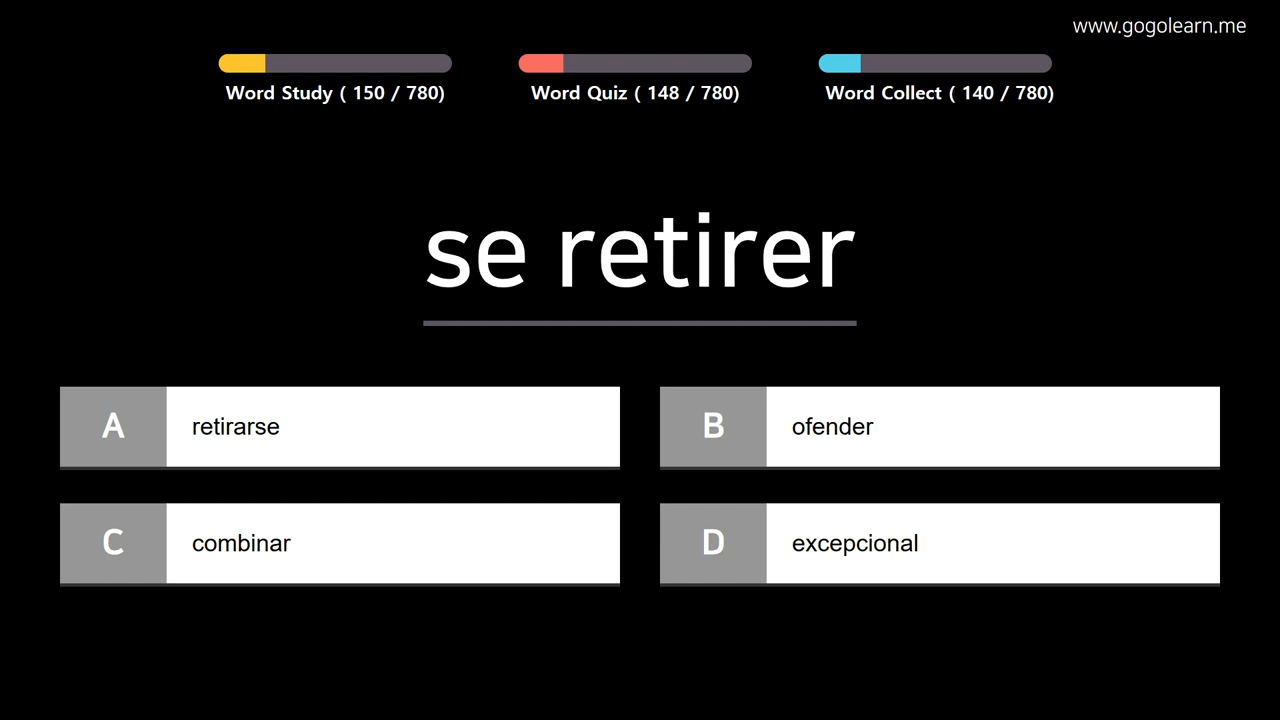 www.gogolearn.me
Word Study ( 150 / 780)
Word Quiz ( 148 / 780)
Word Collect ( 140 / 780)
se retirer
A retirarse
B ofender
C combinar
D excepcional